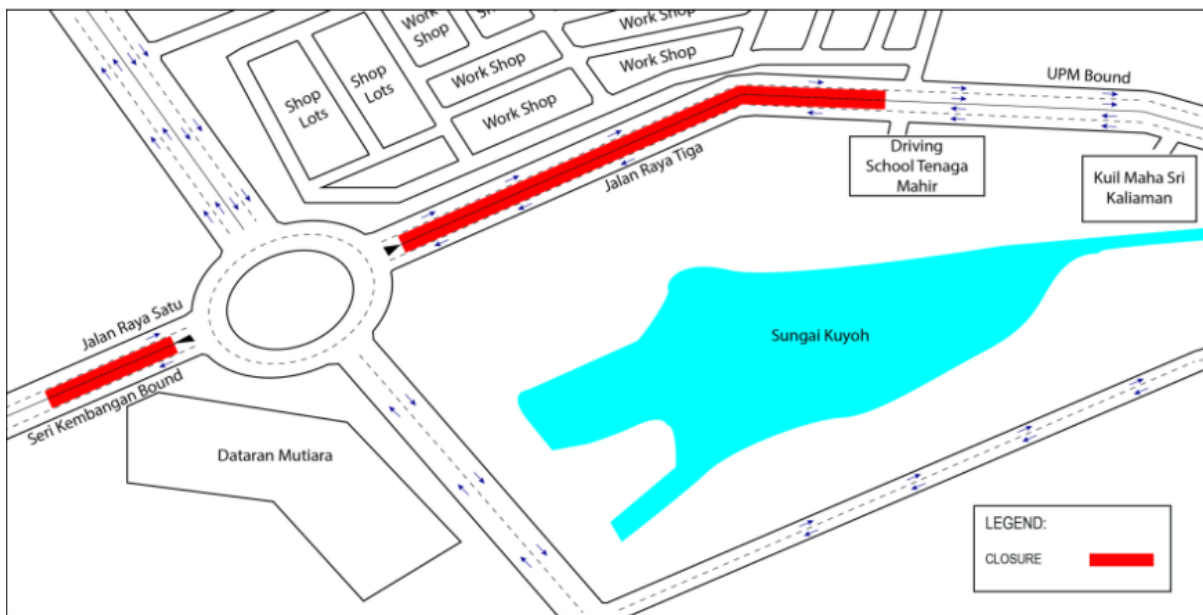 Work
Shop
Shop
Work Shop
Work Shop
Work Shop
Work Shop
Shop
Lots
Shop
Lots
UPM Bound
Driving
School Tenaga
Mahir
Kuil Maha Sri
Kaliaman
Jalan Raya Tiga
Jalan Raya Satu
Seri Kembangan Bound
Sungai Kuyoh
Dataran Mutiara
LEGEND:
CLOSURE